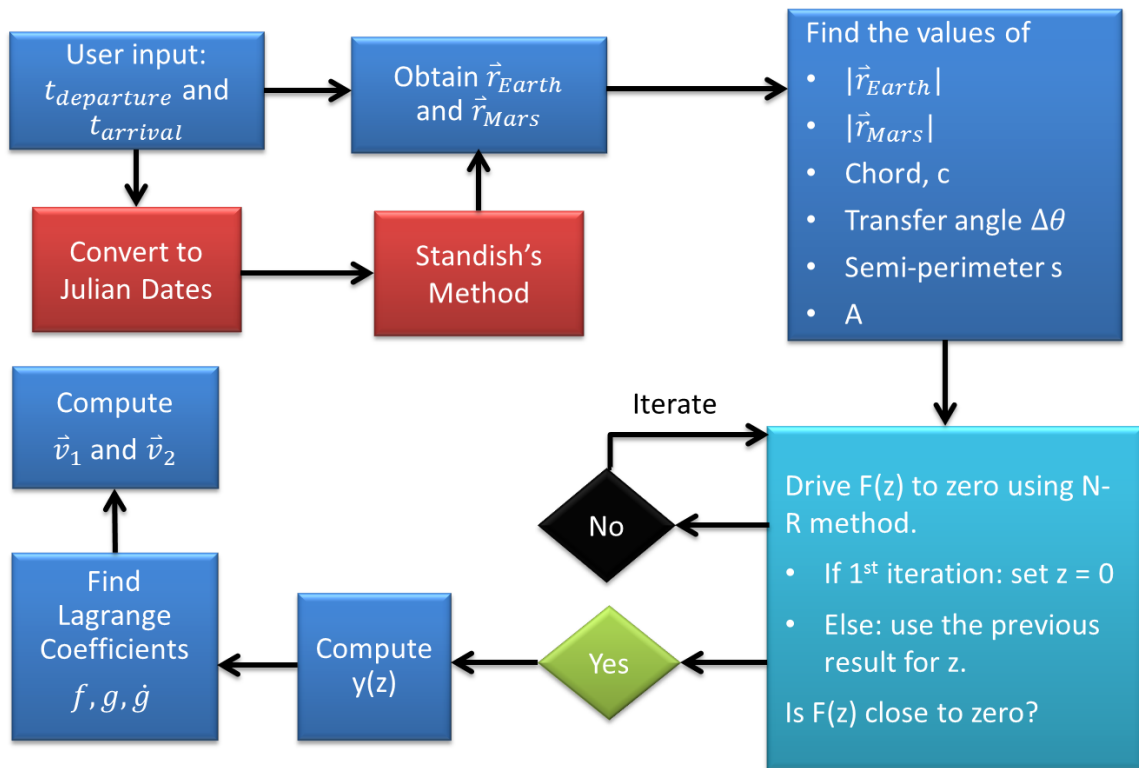 User input:
t_departure and
t_arrival
Obtain r⃗_Earth
and r⃗_Mars
Find the values of
• |r⃗_Earth|
• |r⃗_Mars|
• Chord, c
• Transfer angle Δθ
• Semi-perimeter s
• A
Convert to
Julian Dates
Standish’s
Method
Compute
v⃗₁ and v⃗₂
Iterate
No
Drive F(z) to zero using N-
R method.
• If 1st iteration: set z = 0
• Else: use the previous
result for z.
Is F(z) close to zero?
Find
Lagrange
Coefficients
f, g, ġ
Compute
y(z)
Yes